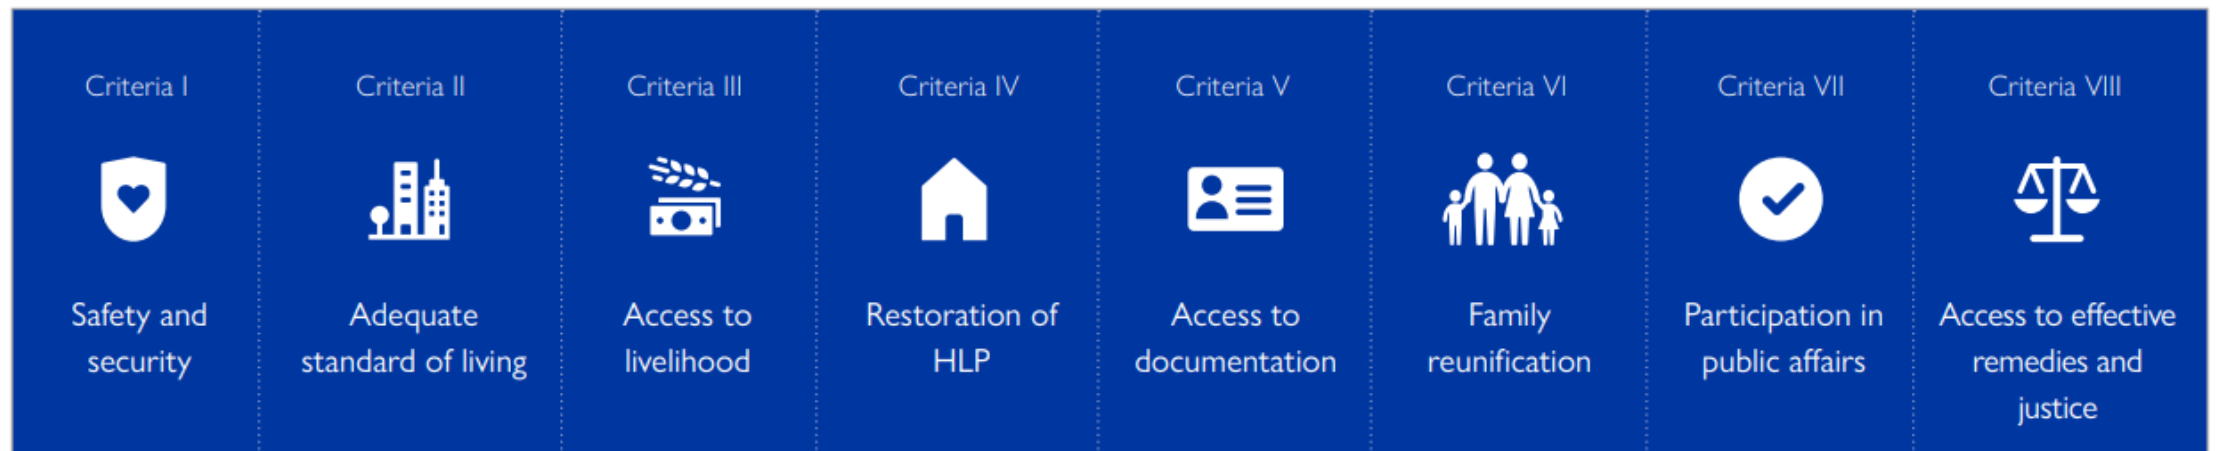 Criteria I
Safety and
security
Criteria II
Adequate
standard of living
Criteria III
Access to
livelihood
Criteria IV
Restoration of
HLP
Criteria V
Access to
documentation
Criteria VI
Family
reunification
Criteria VII
Participation in
public affairs
Criteria VIII
Access to effective
remedies and
justice